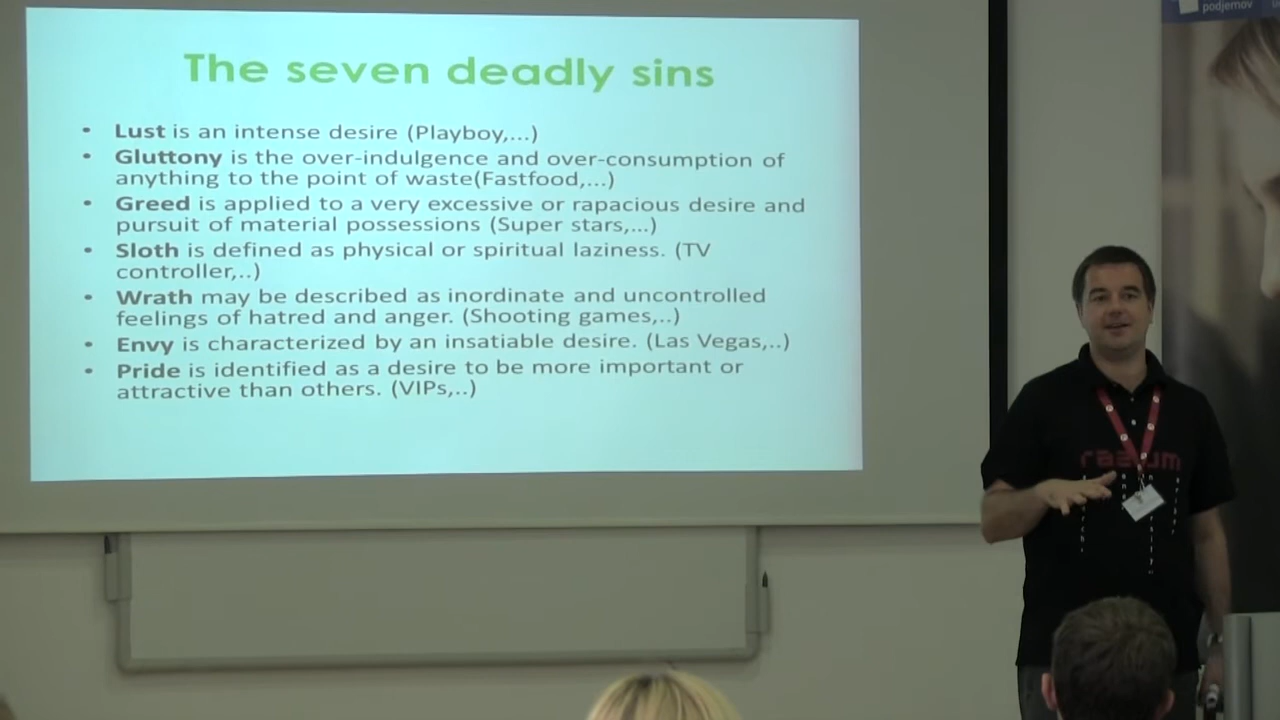 podjemov
The seven deadly sins
• Lust is an intense desire (Playboy,...)
• Gluttony is the over-indulgence and over-consumption of
anything to the point of waste(Fastfood,...)
• Greed is applied to a very excessive or rapacious desire and
pursuit of material possessions (Super stars,...)
• Sloth is defined as physical or spiritual laziness. (TV
controller,..)
• Wrath may be described as inordinate and uncontrolled
feelings of hatred and anger. (Shooting games,..)
• Envy is characterized by an insatiable desire. (Las Vegas,..)
• Pride is identified as a desire to be more important or
attractive than others. (VIPs,..)